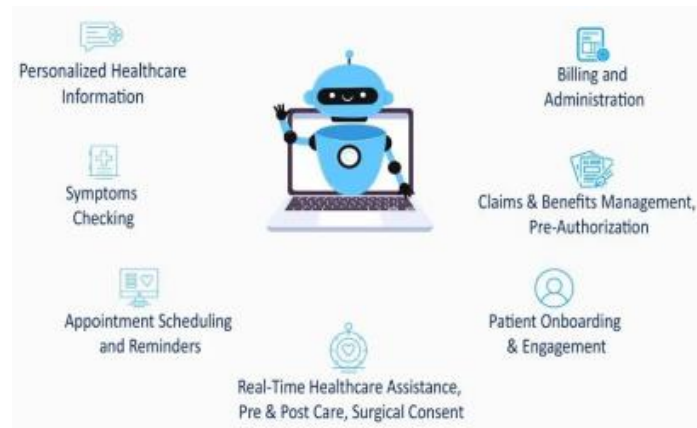 Personalized Healthcare
Information
Billing and
Administration
Symptoms
Checking
Claims & Benefits Management,
Pre-Authorization
Appointment Scheduling
and Reminders
Patient Onboarding
& Engagement
Real-Time Healthcare Assistance,
Pre & Post Care, Surgical Consent